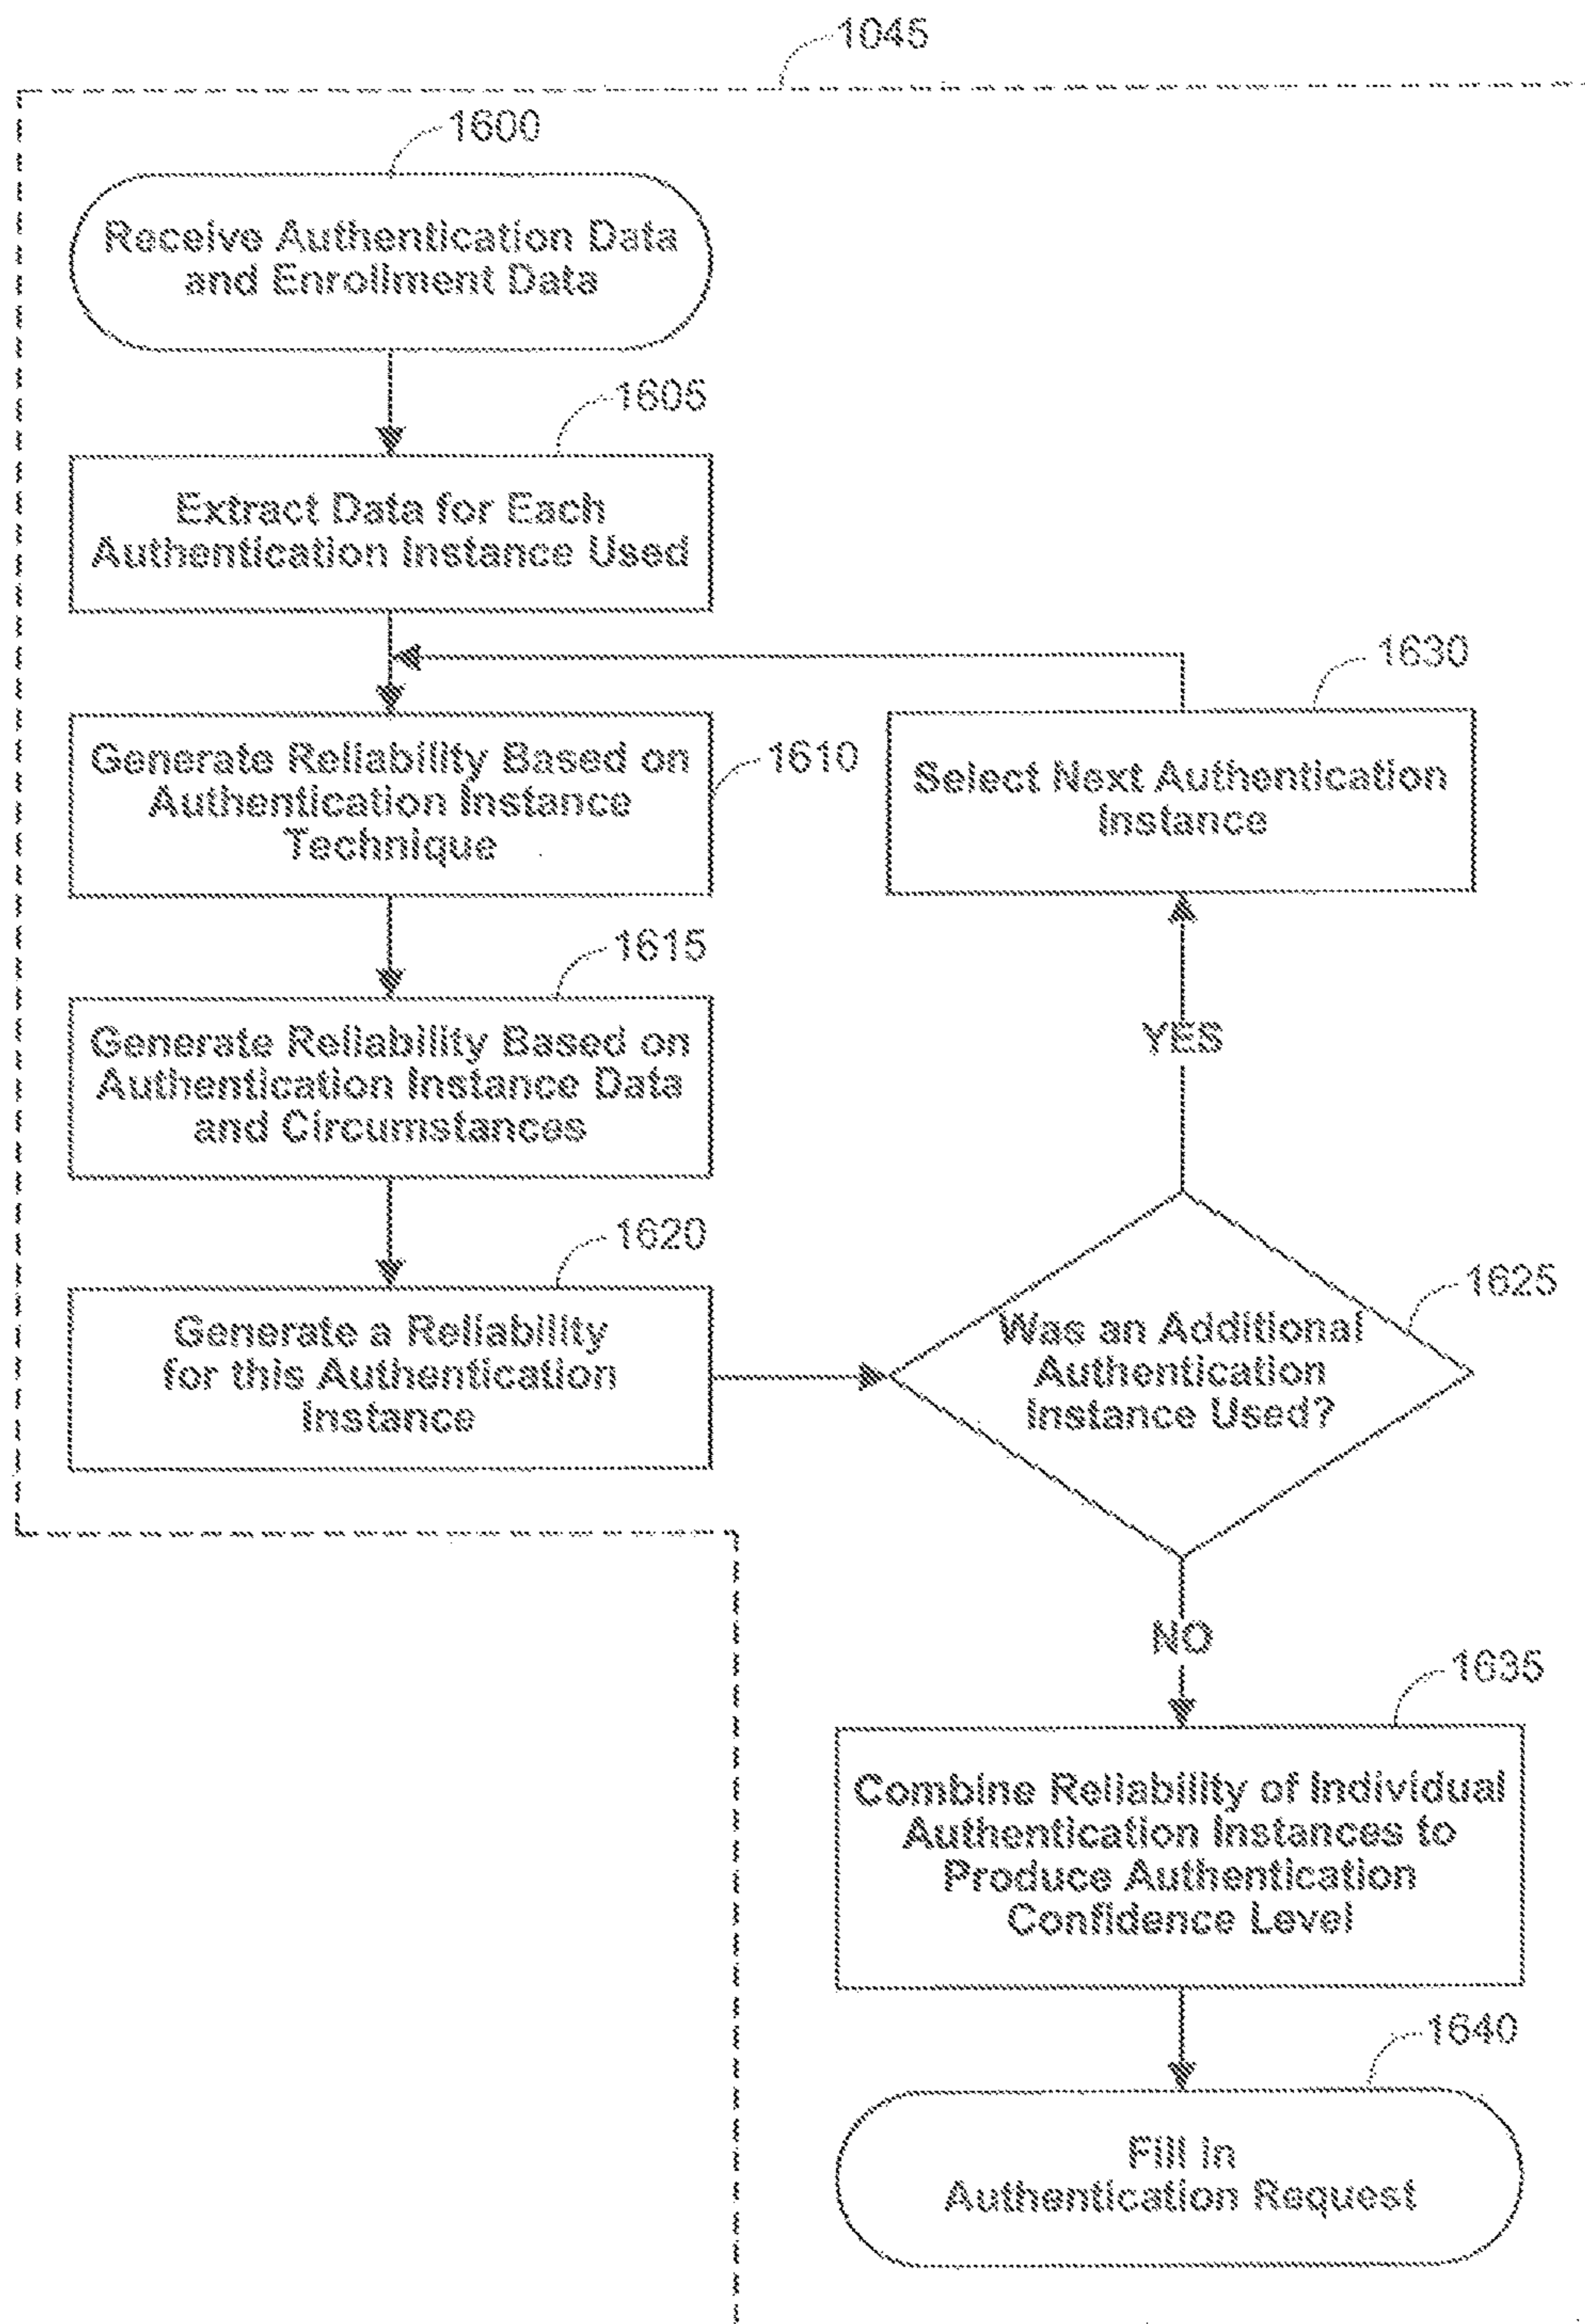 1045
1600
Receive Authentication Data
and Enrollment Data
1605
Extract Data for Each
Authentication Instance Used
1610
Generate Reliability Based on
Authentication Instance
Technique
1615
Generate Reliability Based on
Authentication Instance Data
and Circumstances
1620
Generate a Reliability
for this Authentication
Instance
1625
Was an Additional
Authentication
Instance Used?
YES
1630
Select Next Authentication
Instance
NO
1635
Combine Reliability of Individual
Authentication Instances to
Produce Authentication
Confidence Level
1640
Fill in
Authentication Request